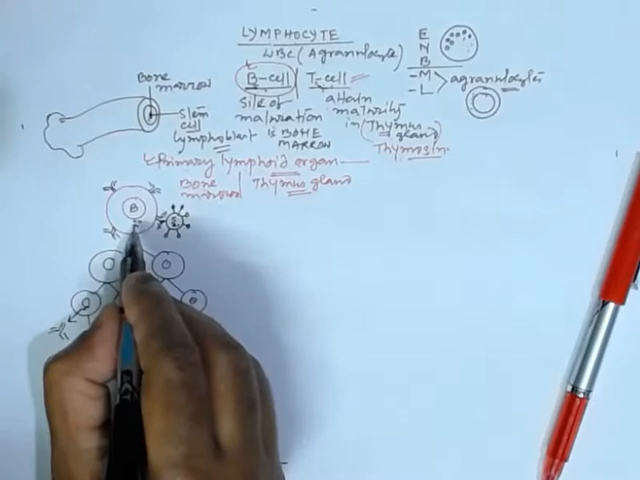 LYMPHOCYTE
WBC (Agranulocyte)
B-cell | T-cell
Site of maturation is BONE MARROW
attain maturity in (Thymus gland)
Thymosin
E
N
B
- M
- L
agranulocytes
Bone marrow
Stem cell
lymphoblast
Primary lymphoid organ
Bone marrow | Thymus gland
B